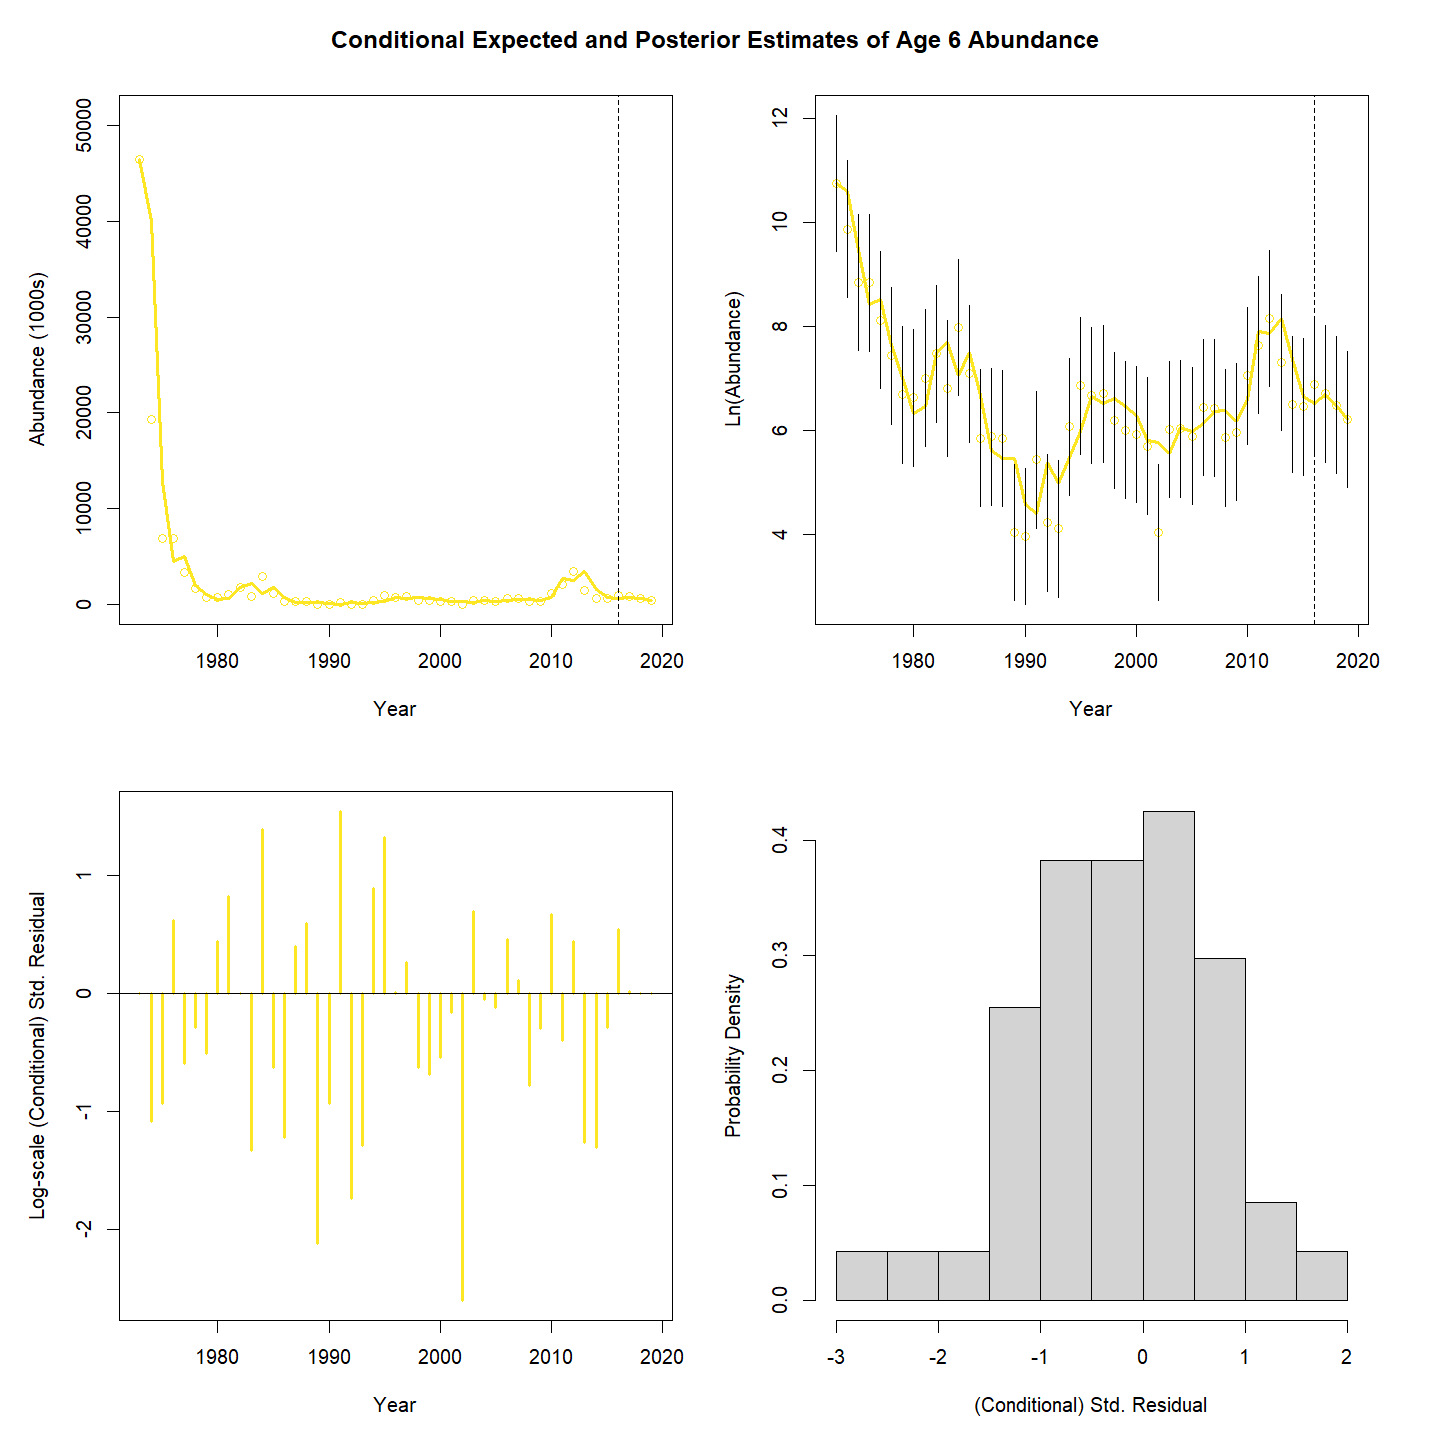 Conditional Expected and Posterior Estimates of Age 6 Abundance
Abundance (1000s)
50000
40000
30000
20000
10000
0
1980 1990 2000 2010 2020
Year
Ln(Abundance)
12
10
8
6
4
1980 1990 2000 2010 2020
Year
Log-scale (Conditional) Std. Residual
1
0
-1
-2
1980 1990 2000 2010 2020
Year
Probability Density
0.4
0.3
0.2
0.1
0.0
-3 -2 -1 0 1 2
(Conditional) Std. Residual